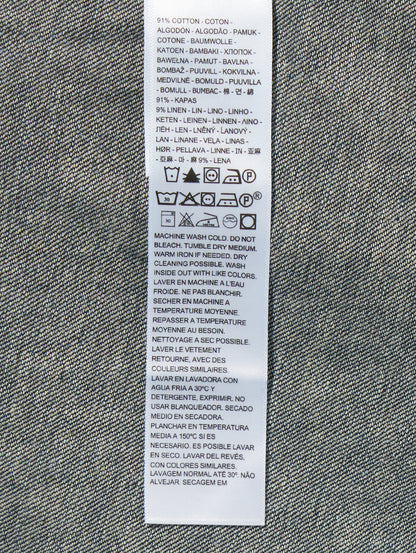 91% COTTON - COTON -
ALGODÓN - ALGODÃO - PAMUK -
COTONE - BAUMWOLLE -
KATOEN - BAMBAKI - ХЛОПОК -
BAWEŁNA - PAMUT - BAVLNA -
BOMBAŽ - PUUVILL - KOKVILNA -
MEDVILNĖ - BOMULD - PUUVILLA
- BOMULL - BUMBAC - 棉 - 면 - 綿
91% - KAPAS
9% LINEN - LIN - LINO - LINHO -
KETEN - LEINEN - LINNEN - ΛΙΝΟ -
ЛЁН - LEN - LNĚNÝ - ĽANOVÝ -
LAN - LINANE - VEĻA - LINAS -
HØR - PELLAVA - LINNE - IN - 亚麻
- 亞麻 - 마 - 麻 9% - LENA
P
30 P ®
30
MACHINE WASH COLD. DO NOT
BLEACH. TUMBLE DRY MEDIUM.
WARM IRON IF NEEDED. DRY
CLEANING POSSIBLE. WASH
INSIDE OUT WITH LIKE COLORS.
LAVER EN MACHINE A L'EAU
FROIDE. NE PAS BLANCHIR.
SECHER EN MACHINE A
TEMPERATURE MOYENNE.
REPASSER A TEMPERATURE
MOYENNE AU BESOIN.
NETTOYAGE A SEC POSSIBLE.
LAVER LE VETEMENT
RETOURNE, AVEC DES
COULEURS SIMILAIRES.
LAVAR EN LAVADORA CON
AGUA FRIA A 30ºC Y
DETERGENTE, EXPRIMIR. NO
USAR BLANQUEADOR. SECADO
MEDIO EN SECADORA.
PLANCHAR EN TEMPERATURA
MEDIA A 150ºC SI ES
NECESARIO. ES POSIBLE LAVAR
EN SECO. LAVAR DEL REVÉS,
CON COLORES SIMILARES.
LAVAGEM NORMAL ATÉ 30º. NÃO
ALVEJAR. SECAGEM EM